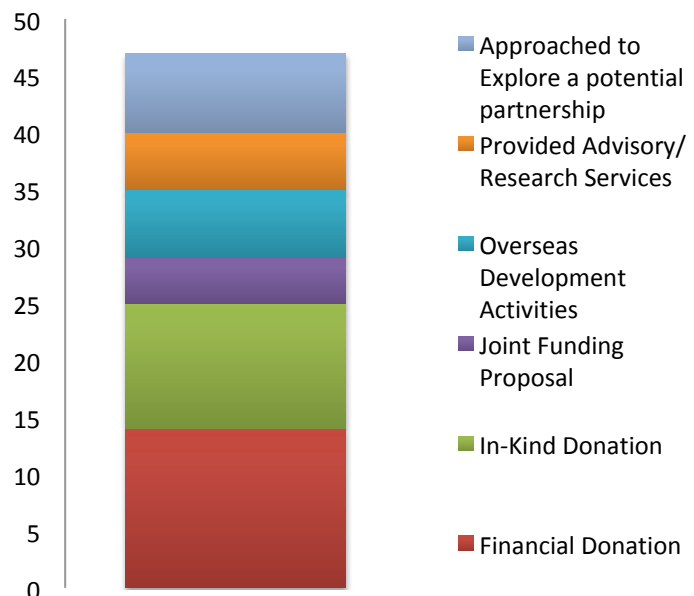 50
45
40
35
30
25
20
15
10
5
0
Approached to
Explore a potential
partnership
Provided Advisory/
Research Services
Overseas
Development
Activities
Joint Funding
Proposal
In-Kind Donation
Financial Donation